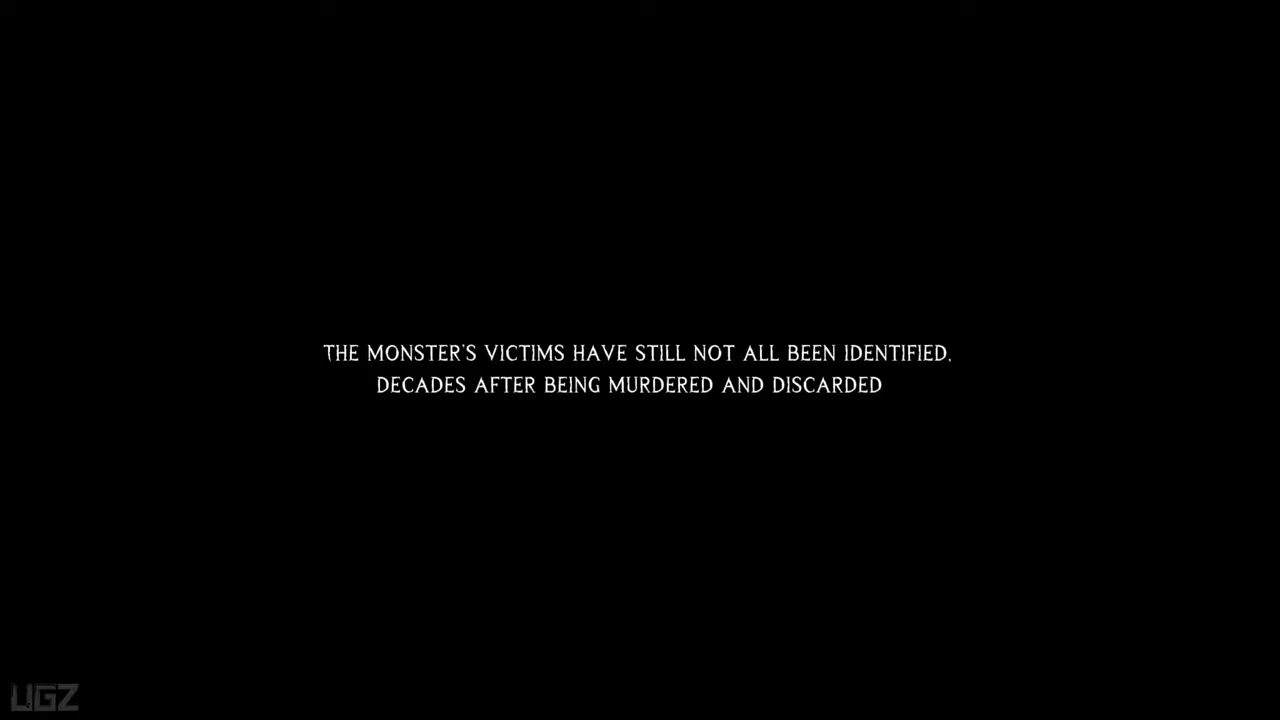 THE MONSTER'S VICTIMS HAVE STILL NOT ALL BEEN IDENTIFIED,
DECADES AFTER BEING MURDERED AND DISCARDED
UGZ